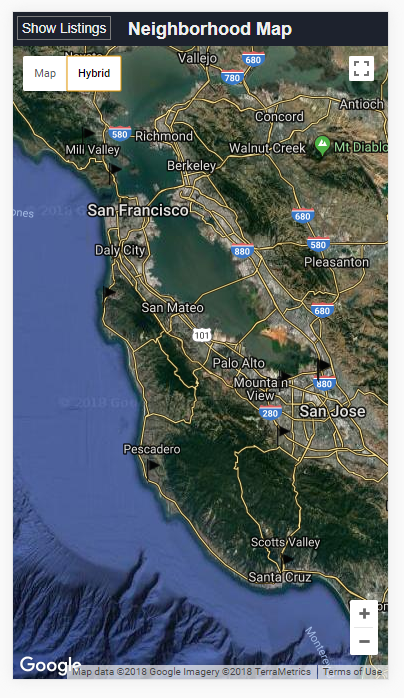 Show Listings
Neighborhood Map
Map
Hybrid
Vallejo
680
780
Antioch
Concord
580
Richmond
Mill Valley
Walnut Creek
Mt Diablo
Berkeley
© 2018
San Francisco
680
Daly City
880
580
Pleasanton
San Mateo
680
101
Palo Alto
Mounta n
View
880
280
San Jose
© 2018 Goo
Pescadero
Scotts Valley
Santa Cruz
Monterey
+
−
Google
Map data ©2018 Google Imagery ©2018 TerraMetrics
Terms of Use